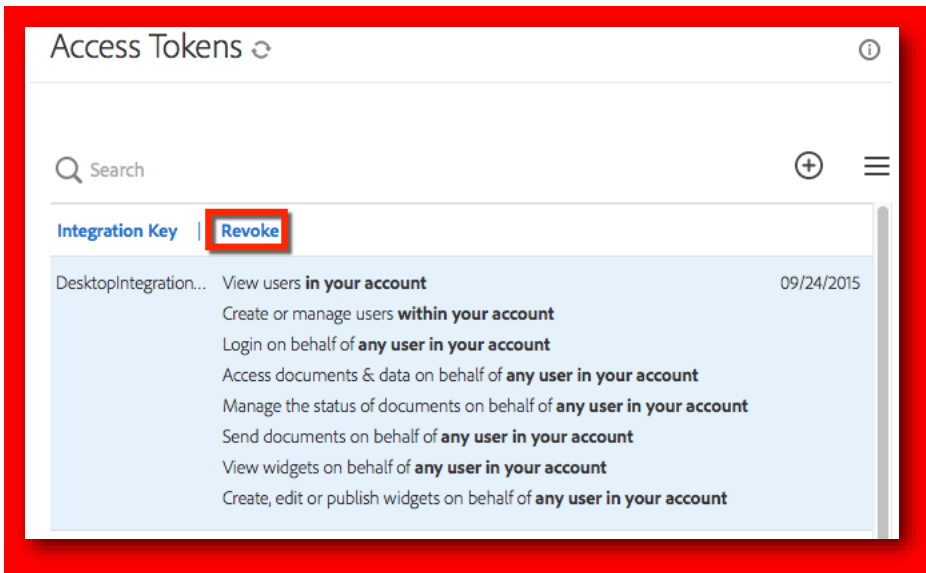 Access Tokens
Search
Integration Key | Revoke
DesktopIntegration... View users in your account 09/24/2015
Create or manage users within your account
Login on behalf of any user in your account
Access documents & data on behalf of any user in your account
Manage the status of documents on behalf of any user in your account
Send documents on behalf of any user in your account
View widgets on behalf of any user in your account
Create, edit or publish widgets on behalf of any user in your account